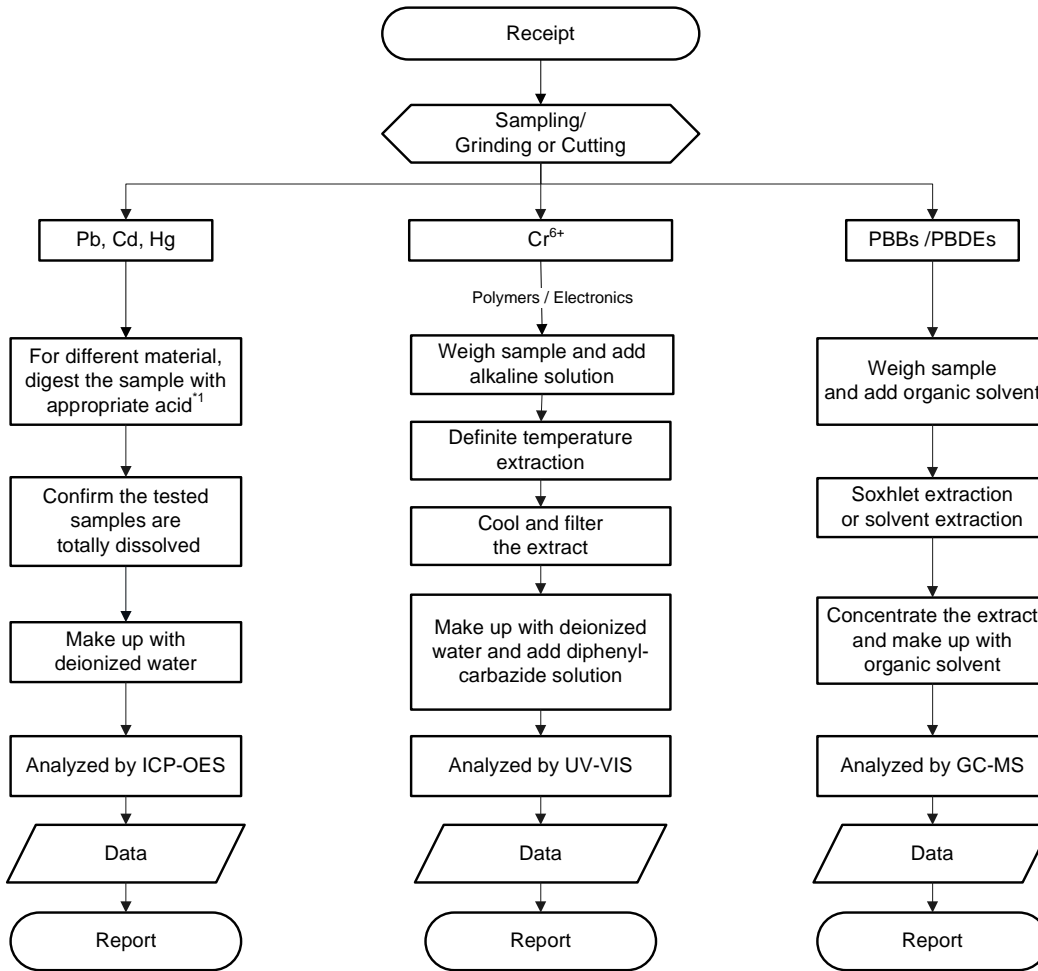 Receipt
Sampling/
Grinding or Cutting
Pb, Cd, Hg
For different material,
digest the sample with
appropriate acid*1
Confirm the tested
samples are
totally dissolved
Make up with
deionized water
Analyzed by ICP-OES
Data
Report
Cr6+
Polymers / Electronics
Weigh sample and add
alkaline solution
Definite temperature
extraction
Cool and filter
the extract
Make up with deionized
water and add diphenyl-
carbazide solution
Analyzed by UV-VIS
Data
Report
PBBs /PBDEs
Weigh sample
and add organic solvent
Soxhlet extraction
or solvent extraction
Concentrate the extract
and make up with
organic solvent
Analyzed by GC-MS
Data
Report